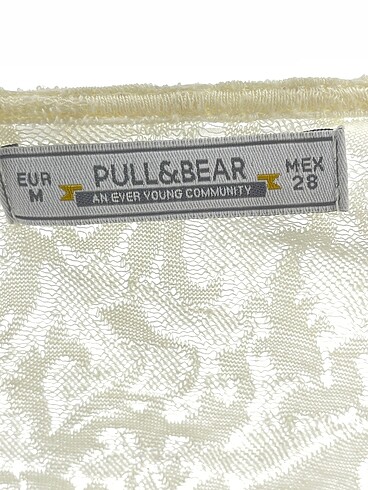 EUR
M
PULL&BEAR
AN EVER YOUNG COMMUNITY
MEX
28